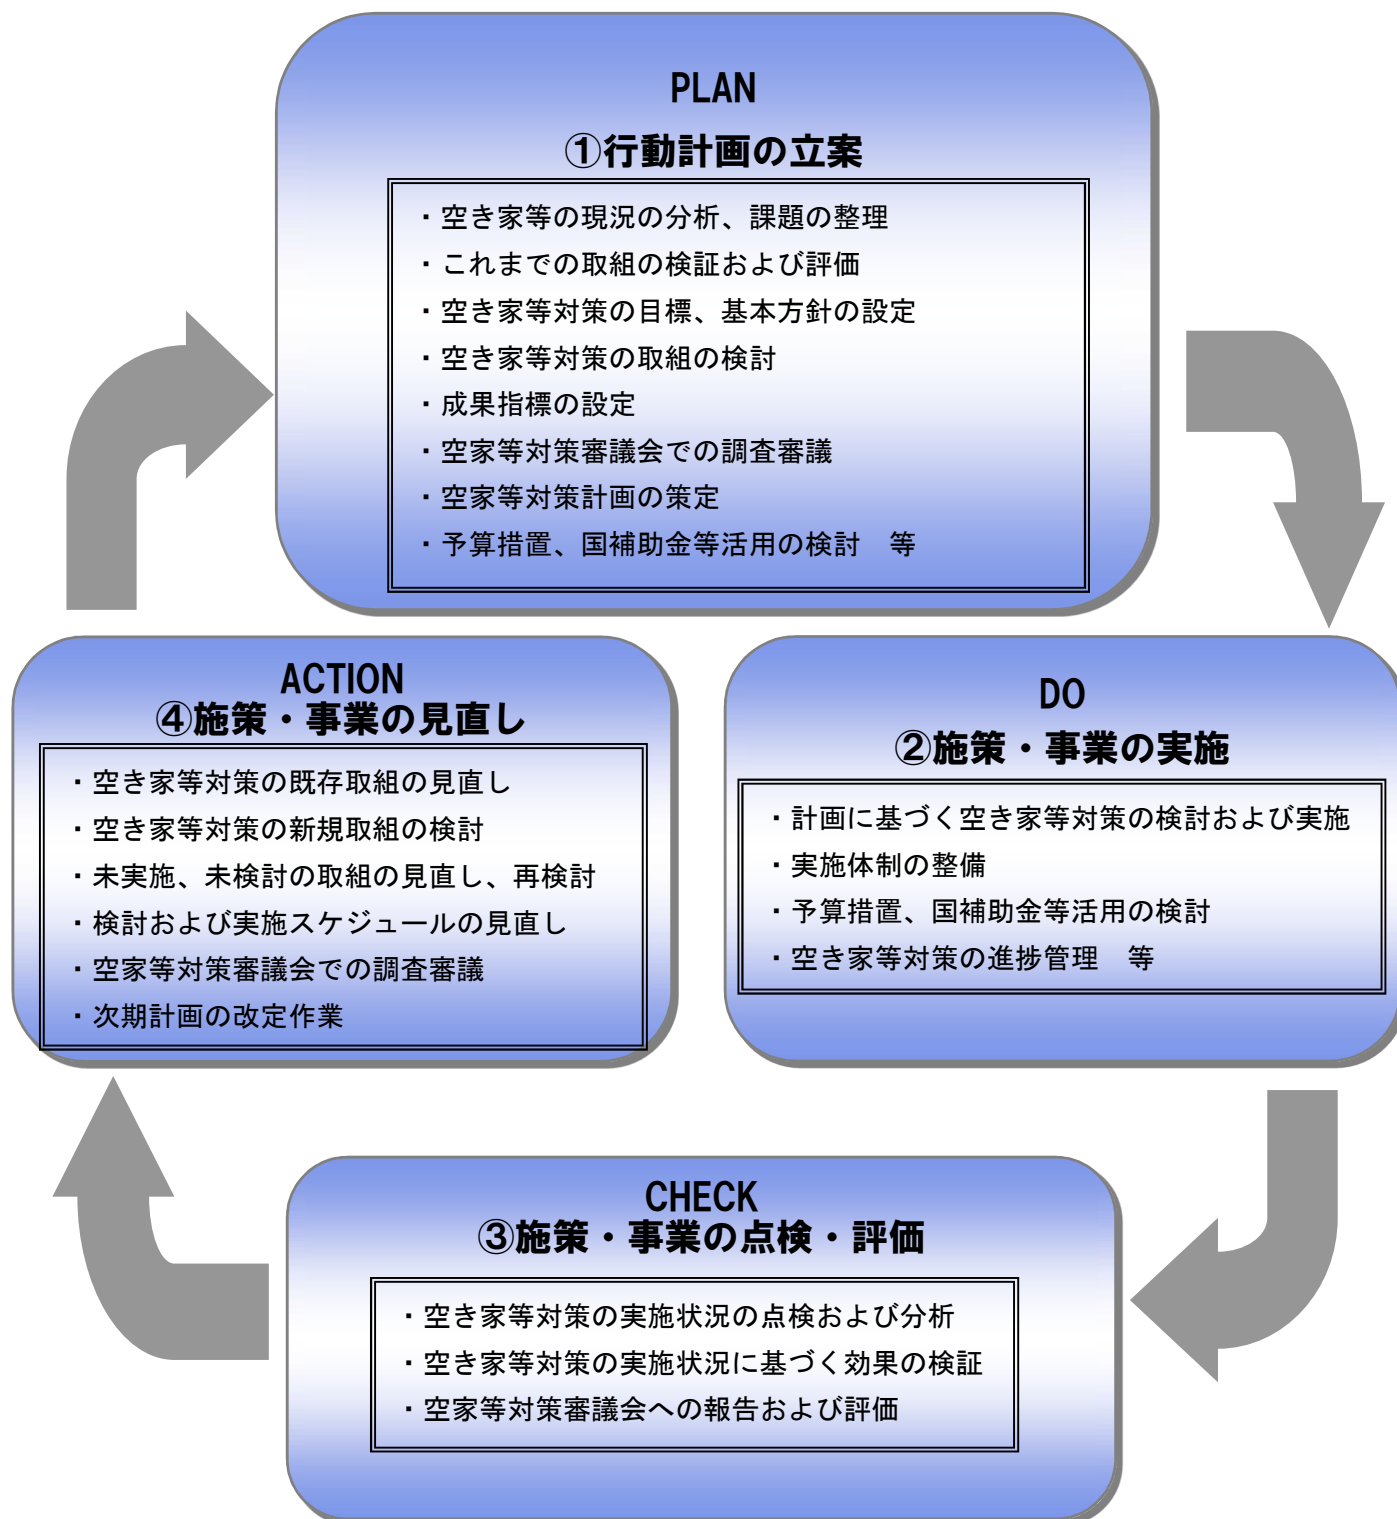 PLAN
①行動計画の立案
・空き家等の現況の分析、課題の整理
・これまでの取組の検証および評価
・空き家等対策の目標、基本方針の設定
・空き家等対策の取組の検討
・成果指標の設定
・空家等対策審議会での調査審議
・空家等対策計画の策定
・予算措置、国補助金等活用の検討　等
DO
②施策・事業の実施
・計画に基づく空き家等対策の検討および実施
・実施体制の整備
・予算措置、国補助金等活用の検討
・空き家等対策の進捗管理　等
CHECK
③施策・事業の点検・評価
・空き家等対策の実施状況の点検および分析
・空き家等対策の実施状況に基づく効果の検証
・空家等対策審議会への報告および評価
ACTION
④施策・事業の見直し
・空き家等対策の既存取組の見直し
・空き家等対策の新規取組の検討
・未実施、未検討の取組の見直し、再検討
・検討および実施スケジュールの見直し
・空家等対策審議会での調査審議
・次期計画の改定作業